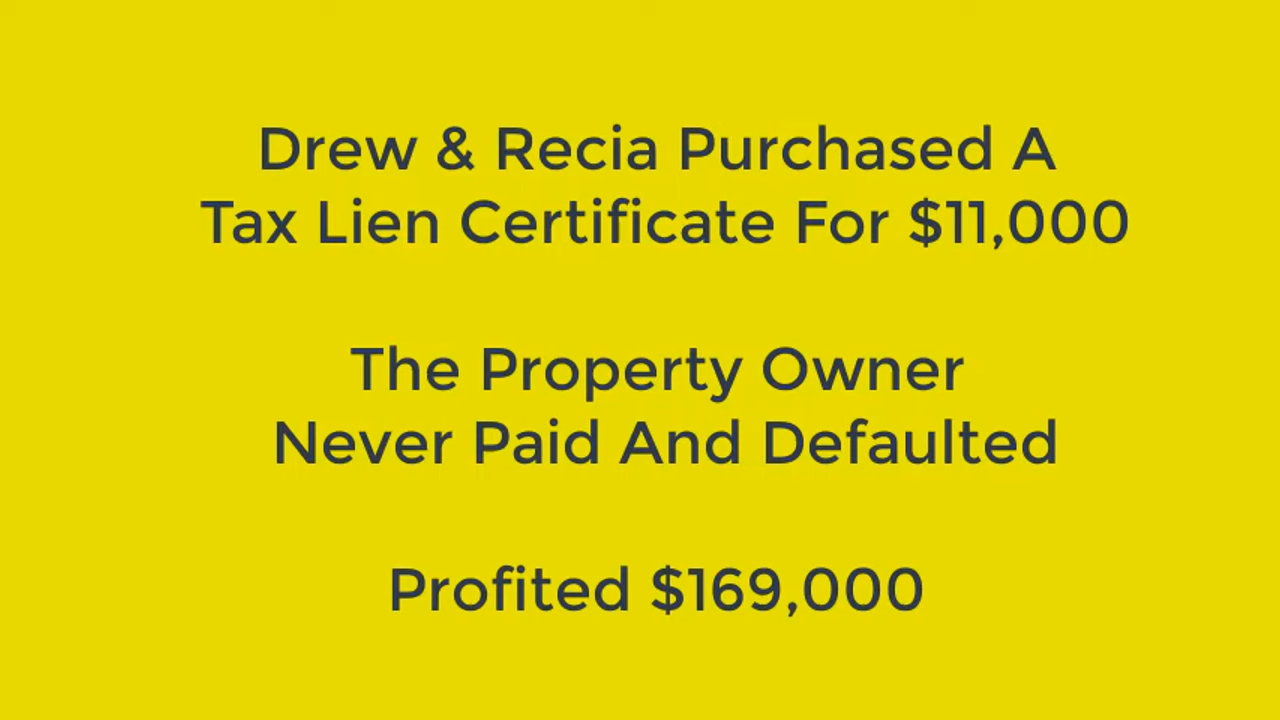 Drew & Recia Purchased A
Tax Lien Certificate For $11,000
The Property Owner
Never Paid And Defaulted
Profited $169,000